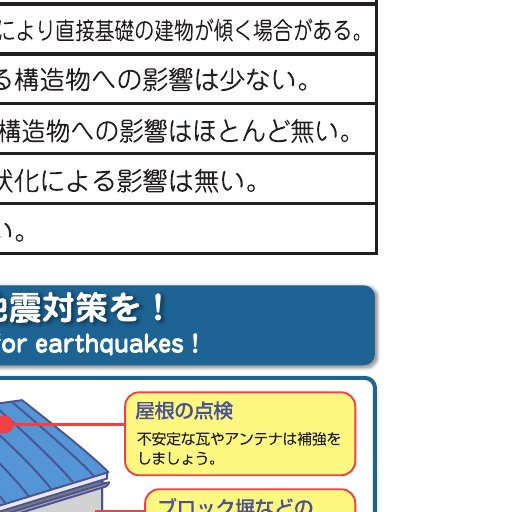 により直接基礎の建物が傾く場合がある。
る構造物への影響は少ない。
構造物への影響はほとんど無い。
状化による影響は無い。
い。
地震対策を！
for earthquakes！
屋根の点検
不安定な瓦やアンテナは補強を
しましょう。
ブロック塀などの